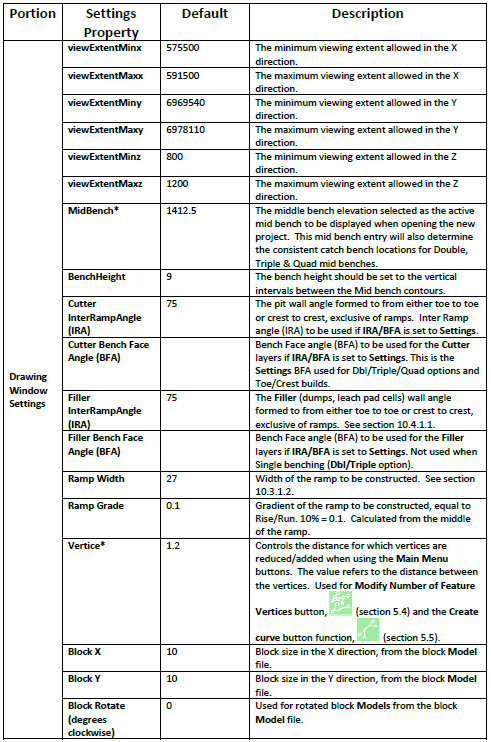 Portion Settings Property Default Description
Drawing Window Settings
viewExtentMinx 575500 The minimum viewing extent allowed in the X
direction.
viewExtentMaxx 591500 The maximum viewing extent allowed in the X
direction.
viewExtentMiny 6969540 The minimum viewing extent allowed in the Y
direction.
viewExtentMaxy 6978110 The maximum viewing extent allowed in the Y
direction.
viewExtentMinz 800 The minimum viewing extent allowed in the Z
direction.
viewExtentMaxz 1200 The maximum viewing extent allowed in the Z
direction.
MidBench* 1412.5 The middle bench elevation selected as the active
mid bench to be displayed when opening the new
project. This mid bench entry will also determine
the consistent catch bench locations for Double,
Triple & Quad mid benches.
BenchHeight 9 The bench height should be set to the vertical
intervals between the Mid bench contours.
Cutter 75 The pit wall angle formed to from either toe to toe
InterRampAngle or crest to crest, exclusive of ramps. Inter Ramp
(IRA) angle (IRA) to be used if IRA/BFA is set to Settings.
Cutter Bench Face Bench Face angle (BFA) to be used for the Cutter
Angle (BFA) layers if IRA/BFA is set to Settings. This is the
Settings BFA used for Dbl/Triple/Quad options and
Toe/Crest builds.
Filler 75 The Filler (dumps, leach pad cells) wall angle
InterRampAngle formed to from either toe to toe or crest to crest,
(IRA) exclusive of ramps. See section 10.4.1.1.
Filler Bench Face Bench Face angle (BFA) to be used for the Filler
Angle (BFA) layers if IRA/BFA is set to Settings. Not used when
Single benching (Dbl/Triple option).
Ramp Width 27 Width of the ramp to be constructed. See section
10.3.1.2.
Ramp Grade 0.1 Gradient of the ramp to be constructed, equal to
Rise/Run. 10% = 0.1. Calculated from the middle
of the ramp.
Vertice* 1.2 Controls the distance for which vertices are
reduced/added when using the Main Menu
buttons. The value refers to the distance between
the vertices. Used for Modify Number of Feature
Vertices button, (section 5.4) and the Create
curve button function, (section 5.5).
Block X 10 Block size in the X direction, from the block Model
file.
Block Y 10 Block size in the Y direction, from the block Model
file.
Block Rotate 0 Used for rotated block Models from the block
(degrees Model file.
clockwise)